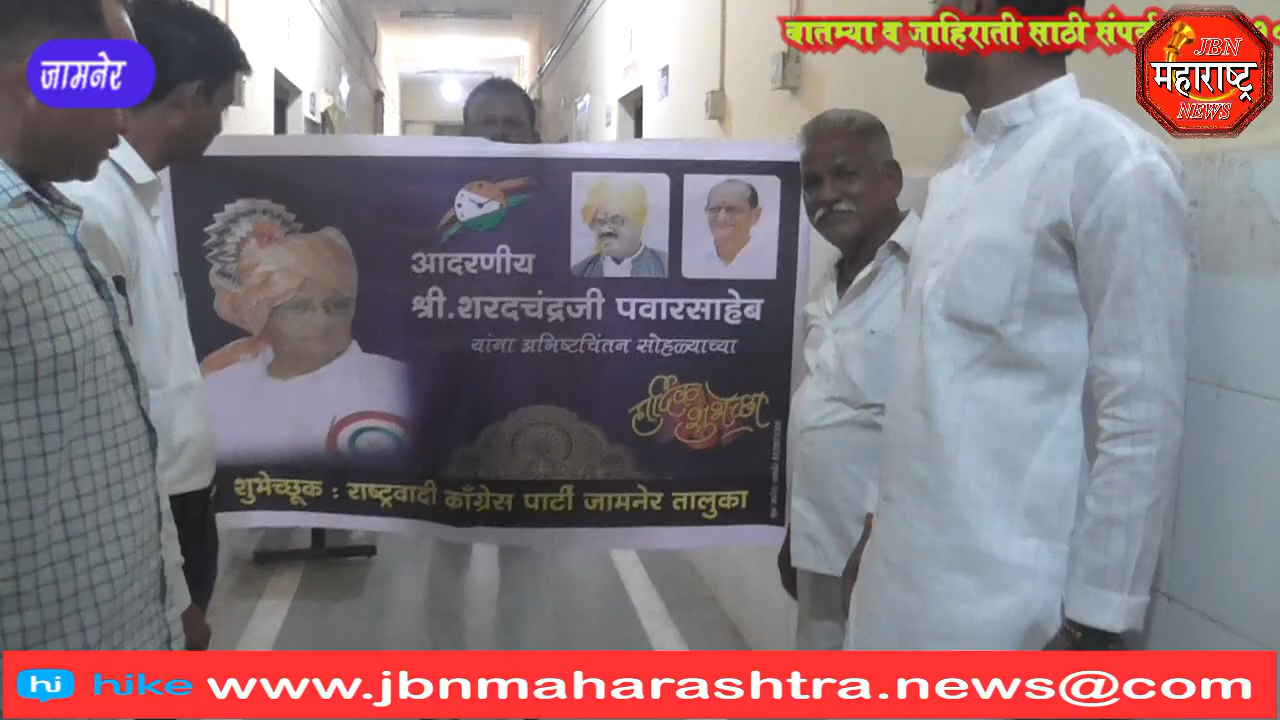 जामनेर
बातम्या व जाहिराती साठी
JBN
महाराष्ट्र
NEWS
आदरणीय
श्री.शरदचंद्रजी पवारसाहेब
यांना अभिष्टचिंतन सोहळ्याच्या
हार्दिक
शुभेच्छा
शुभेच्छूक : राष्ट्रवादी काँग्रेस पार्टी जामनेर तालुका
hi hike www.jbnmaharashtra.news@com